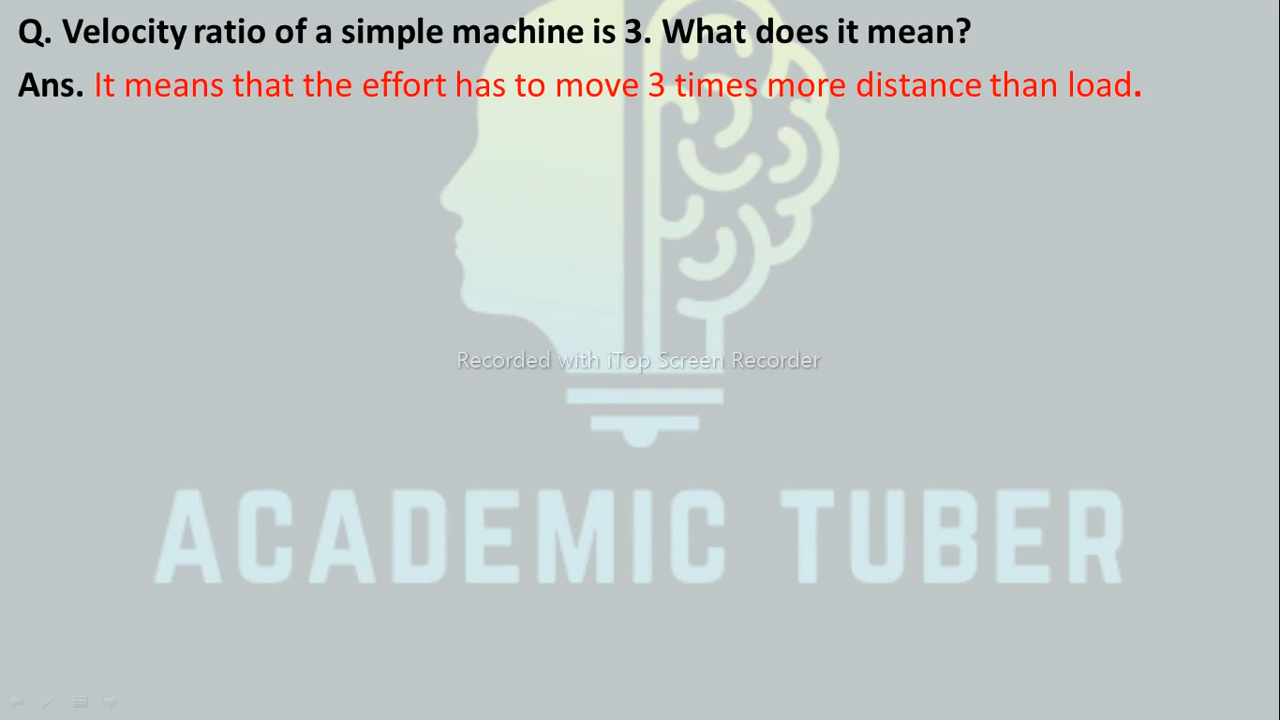 Q. Velocity ratio of a simple machine is 3. What does it mean?
Ans. It means that the effort has to move 3 times more distance than load.
Recorded with iTop Screen Recorder
ACADEMIC TUBER